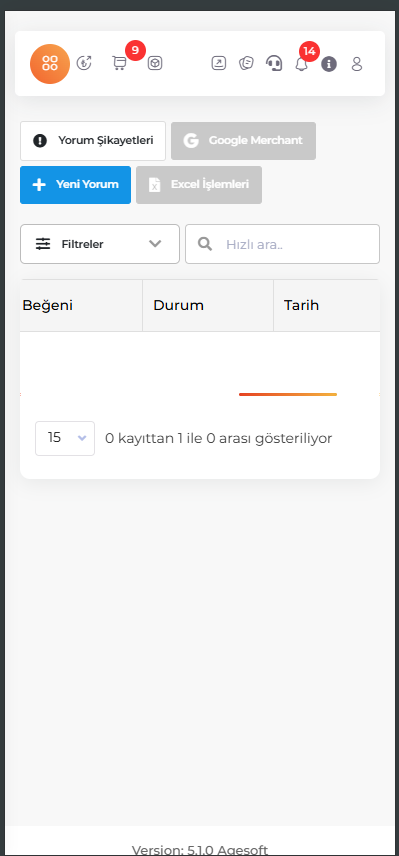 9
14
Yorum Şikayetleri
Google Merchant
Yeni Yorum
Excel İşlemleri
Filtreler
Hızlı ara..
Beğeni Durum Tarih
15 0 kayıttan 1 ile 0 arası gösteriliyor
Version: 5.1.0 Agesoft